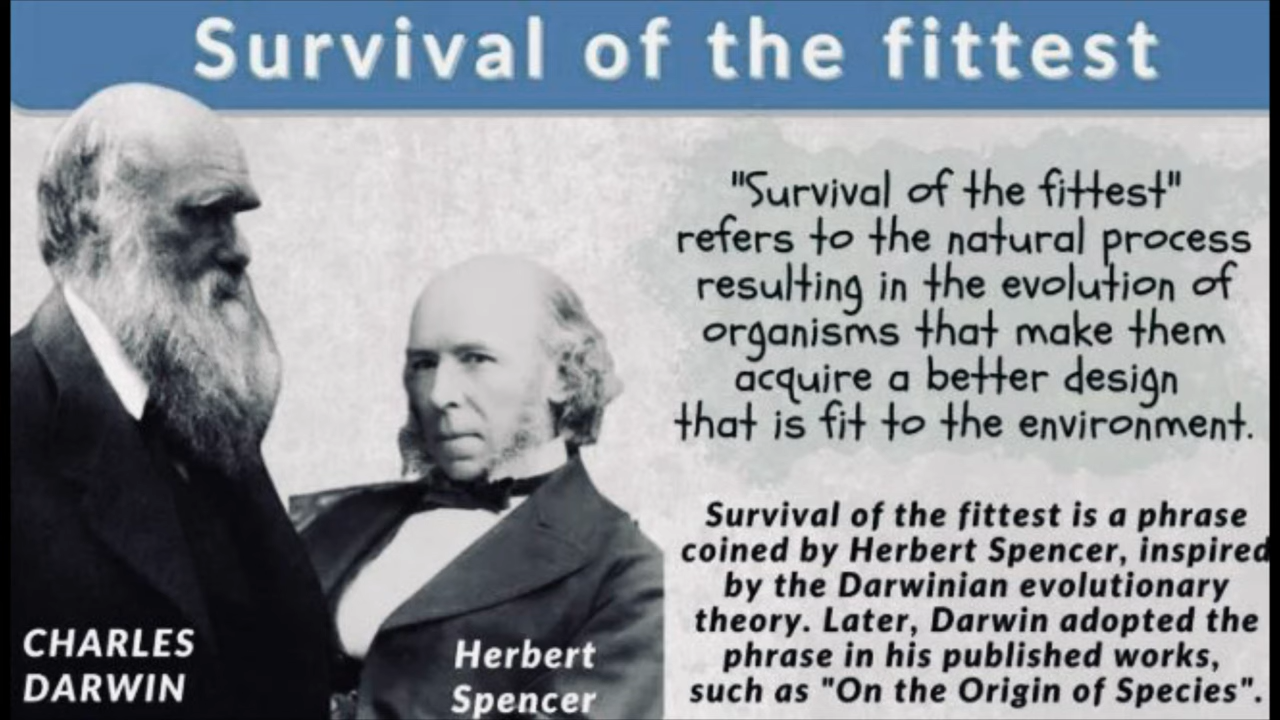 Survival of the fittest
"Survival of the fittest"
refers to the natural process
resulting in the evolution of
organisms that make them
acquire a better design
that is fit to the environment.
Survival of the fittest is a phrase
coined by Herbert Spencer, inspired
by the Darwinian evolutionary
theory. Later, Darwin adopted the
phrase in his published works,
such as "On the Origin of Species".
CHARLES
DARWIN
Herbert
Spencer